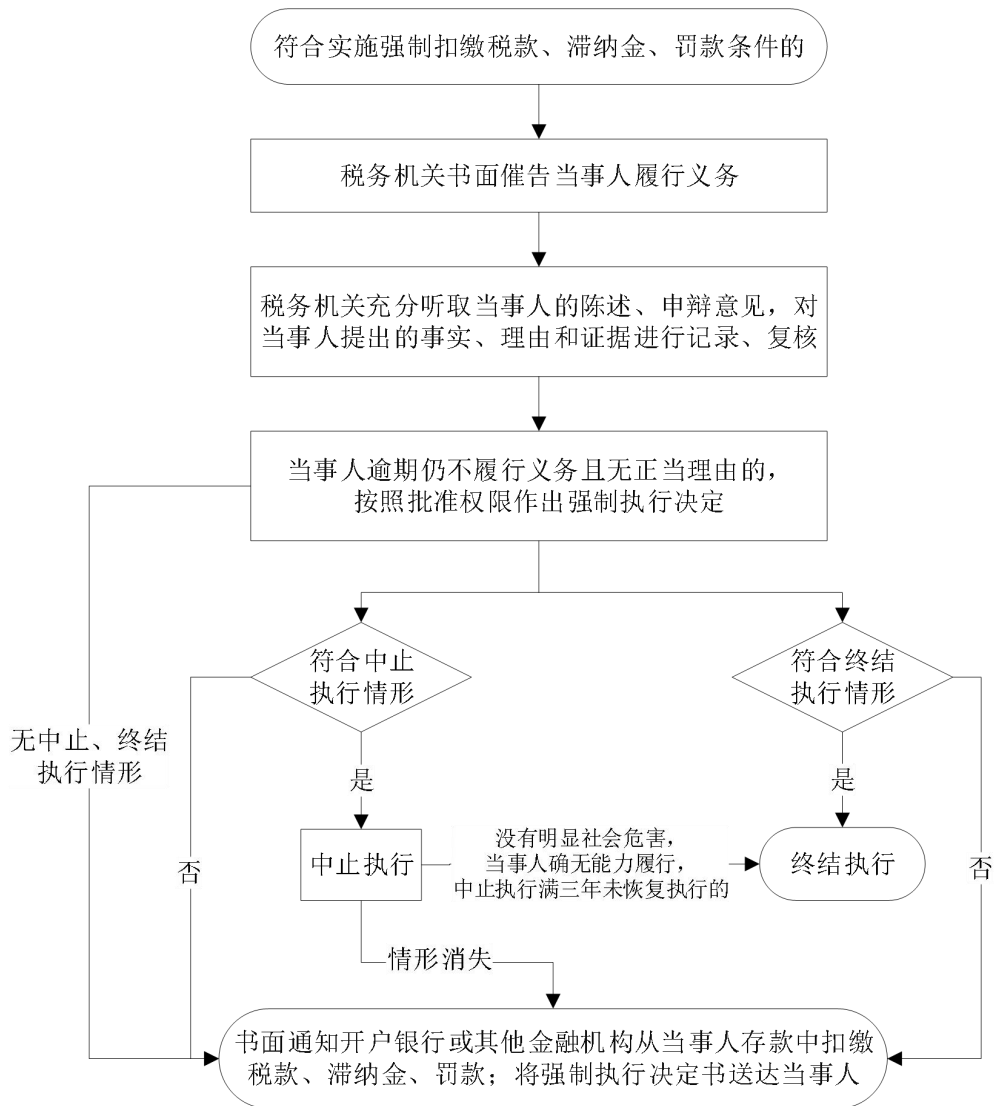 符合实施强制扣缴税款、滞纳金、罚款条件的
税务机关书面催告当事人履行义务
税务机关充分听取当事人的陈述、申辩意见，对
当事人提出的事实、理由和证据进行记录、复核
当事人逾期仍不履行义务且无正当理由的，
按照批准权限作出强制执行决定
符合中止
执行情形
符合终结
执行情形
无中止、终结
执行情形
是
是
否
中止执行
没有明显社会危害，
当事人确无能力履行，
中止执行满三年未恢复执行的
终结执行
否
情形消失
书面通知开户银行或其他金融机构从当事人存款中扣缴
税款、滞纳金、罚款；将强制执行决定书送达当事人